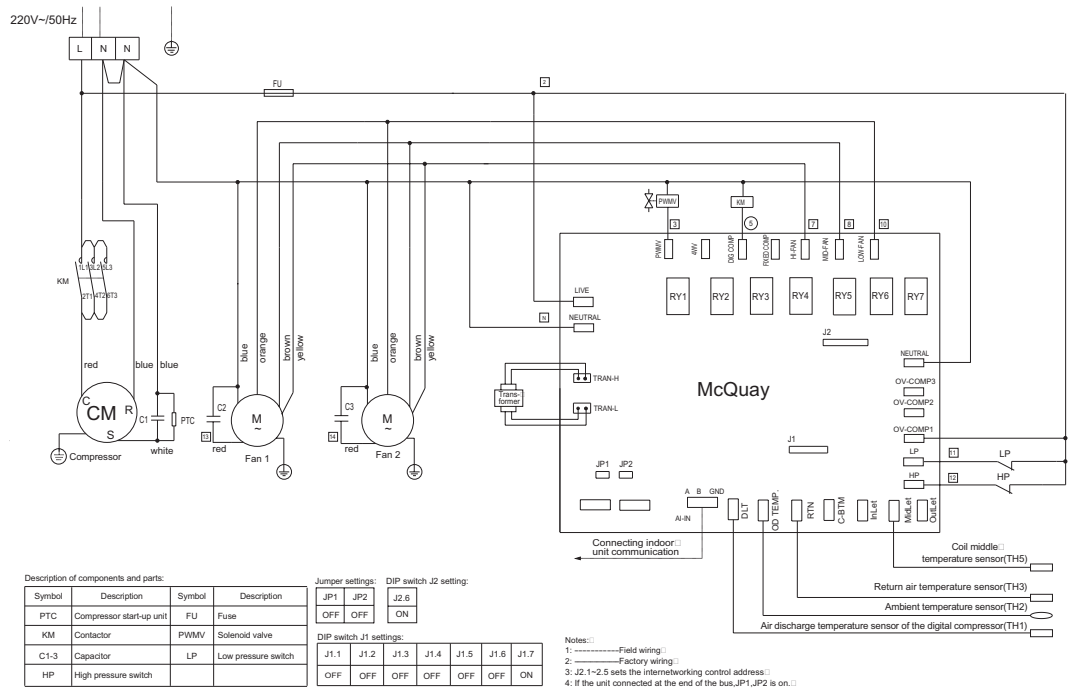 220V~/50Hz
L N N
FU
2
PWMV
KM
3
5
7
8
10
PWMV
4WV
DIG COMP
FIXED COMP
HI-FAN
MID-FAN
LOW-FAN
KM
1L1 3L2 5L3
2T1 4T2 6T3
LIVE
N
NEUTRAL
RY1 RY2 RY3 RY4 RY5 RY6 RY7
J2
NEUTRAL
blue
orange
brown
yellow
blue
orange
brown
yellow
red
blue
blue
TRAN-H
Trans-
former
TRAN-L
McQuay
OV-COMP3
OV-COMP2
OV-COMP1
C
CM
R
S
C1
PTC
C2
M
~
C3
M
~
13
red
14
red
white
Compressor
Fan 1
Fan 2
J1
LP
11
LP
HP
12
HP
JP1 JP2
A B GND
AI-IN
DLT
OD TEMP.
RTN
C-BTM
InLet
MidLet
OutLet
Connecting indoor
unit communication
Coil middle
temperature sensor(TH5)
Return air temperature sensor(TH3)
Ambient temperature sensor(TH2)
Air discharge temperature sensor of the digital compressor(TH1)
Description of components and parts:
Symbol Description Symbol Description
PTC Compressor start-up unit FU Fuse
KM Contactor PWMV Solenoid valve
C1-3 Capacitor LP Low pressure switch
HP High pressure switch
Jumper settings:
JP1 JP2
OFF OFF
DIP switch J2 setting:
J2.6
ON
DIP switch J1 settings:
J1.1 J1.2 J1.3 J1.4 J1.5 J1.6 J1.7
OFF OFF OFF OFF OFF OFF ON
Notes:
1: -----------Field wiring
2: ————Factory wiring
3: J2.1~2.5 sets the internetworking control address
4: If the unit connected at the end of the bus,JP1,JP2 is on.